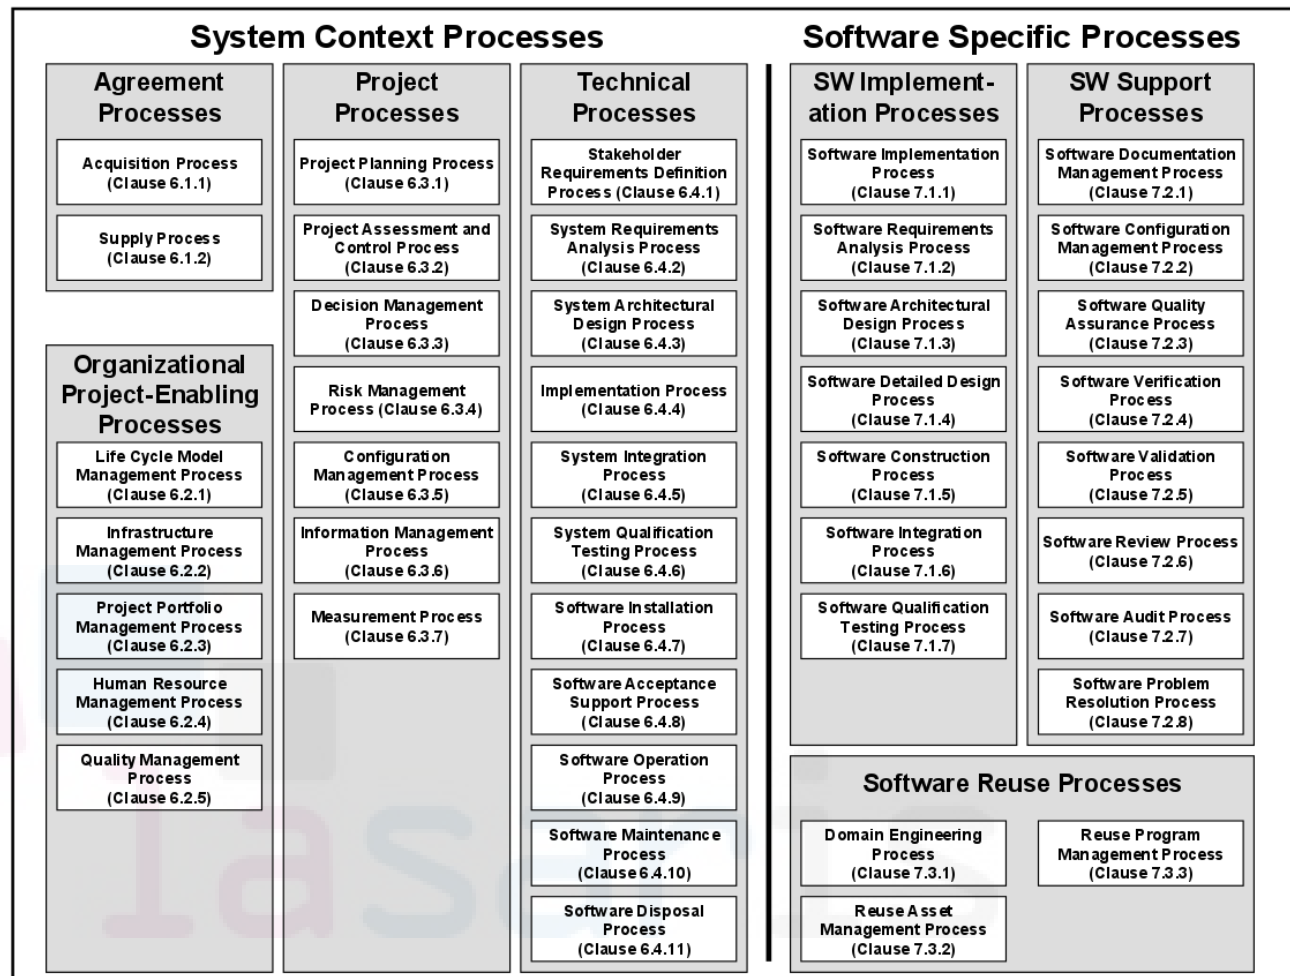 System Context Processes
Software Specific Processes
Agreement
Processes
Acquisition Process
(Clause 6.1.1)
Supply Process
(Clause 6.1.2)
Organizational
Project-Enabling
Processes
Life Cycle Model
Management Process
(Clause 6.2.1)
Infrastructure
Management Process
(Clause 6.2.2)
Project Portfolio
Management Process
(Clause 6.2.3)
Human Resource
Management Process
(Clause 6.2.4)
Quality Management
Process
(Clause 6.2.5)
Project
Processes
Project Planning Process
(Clause 6.3.1)
Project Assessment and
Control Process
(Clause 6.3.2)
Decision Management
Process
(Clause 6.3.3)
Risk Management
Process (Clause 6.3.4)
Configuration
Management Process
(Clause 6.3.5)
Information Management
Process
(Clause 6.3.6)
Measurement Process
(Clause 6.3.7)
Technical
Processes
Stakeholder
Requirements Definition
Process (Clause 6.4.1)
System Requirements
Analysis Process
(Clause 6.4.2)
System Architectural
Design Process
(Clause 6.4.3)
Implementation Process
(Clause 6.4.4)
System Integration
Process
(Clause 6.4.5)
System Qualification
Testing Process
(Clause 6.4.6)
Software Installation
Process
(Clause 6.4.7)
Software Acceptance
Support Process
(Clause 6.4.8)
Software Operation
Process
(Clause 6.4.9)
Software Maintenance
Process
(Clause 6.4.10)
Software Disposal
Process
(Clause 6.4.11)
SW Implement-
ation Processes
Software Implementation
Process
(Clause 7.1.1)
Software Requirements
Analysis Process
(Clause 7.1.2)
Software Architectural
Design Process
(Clause 7.1.3)
Software Detailed Design
Process
(Clause 7.1.4)
Software Construction
Process
(Clause 7.1.5)
Software Integration
Process
(Clause 7.1.6)
Software Qualification
Testing Process
(Clause 7.1.7)
SW Support
Processes
Software Documentation
Management Process
(Clause 7.2.1)
Software Configuration
Management Process
(Clause 7.2.2)
Software Quality
Assurance Process
(Clause 7.2.3)
Software Verification
Process
(Clause 7.2.4)
Software Validation
Process
(Clause 7.2.5)
Software Review Process
(Clause 7.2.6)
Software Audit Process
(Clause 7.2.7)
Software Problem
Resolution Process
(Clause 7.2.8)
Software Reuse Processes
Domain Engineering
Process
(Clause 7.3.1)
Reuse Asset
Management Process
(Clause 7.3.2)
Reuse Program
Management Process
(Clause 7.3.3)
lasaris